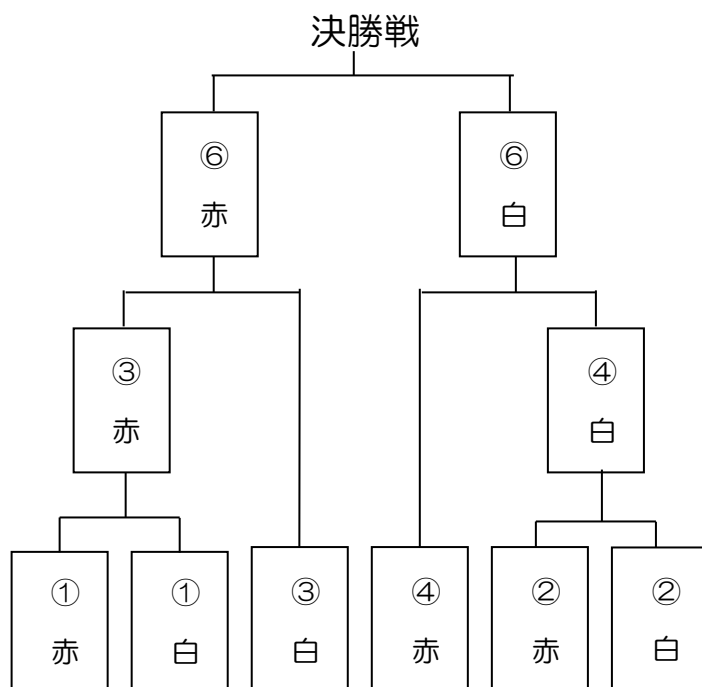 決勝戦
⑥ ⑥
赤 白
③ ④
赤 白
① ① ③ ④ ② ②
赤 白 白 赤 赤 白